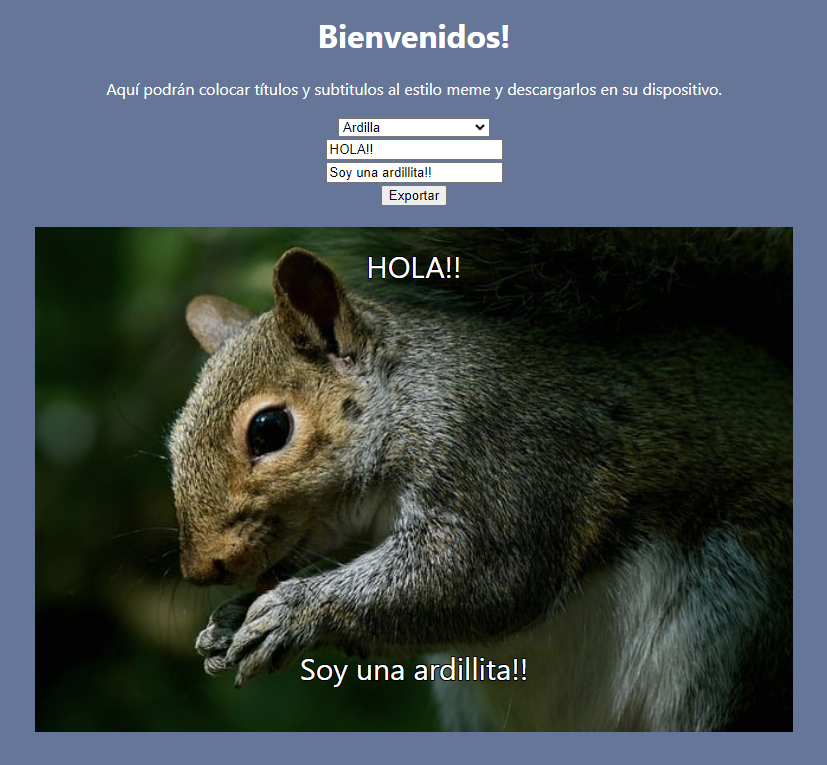 Bienvenidos!
Aquí podrán colocar títulos y subtitulos al estilo meme y descargarlos en su dispositivo.
Ardilla
HOLA!!
Soy una ardillita!!
Exportar
HOLA!!
Soy una ardillita!!